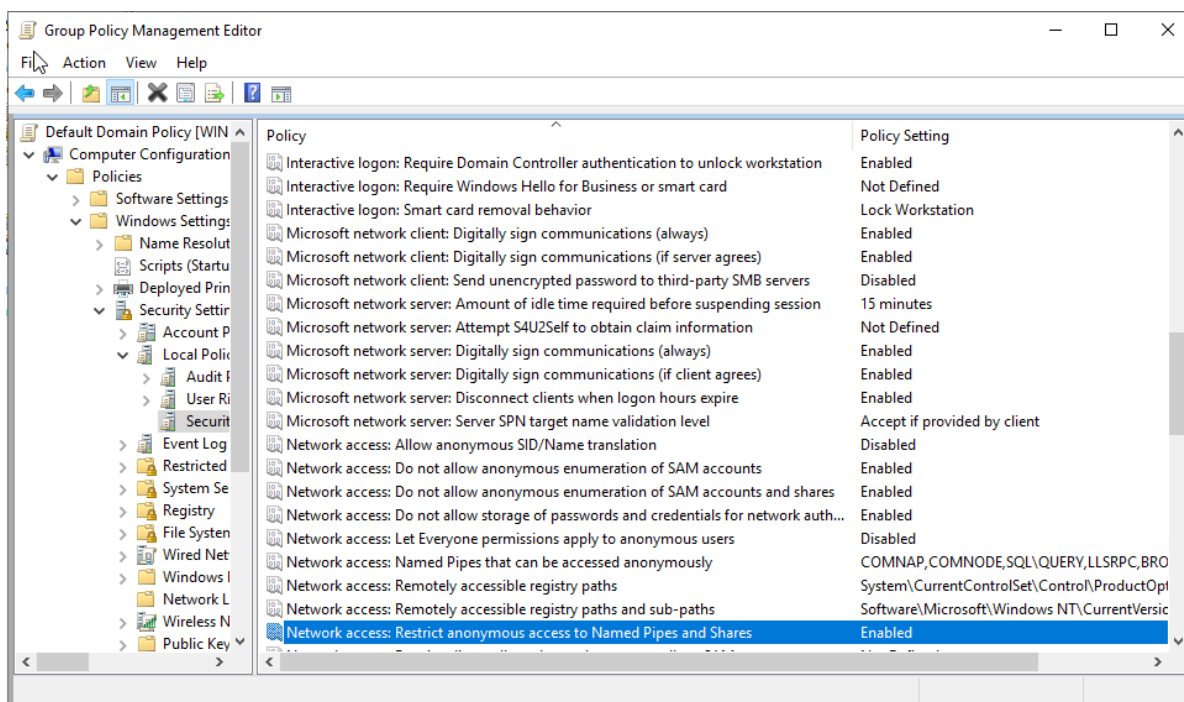 Group Policy Management Editor
File Action View Help
Default Domain Policy [WIN
Computer Configuration
Policies
Software Settings
Windows Settings
Name Resolut
Scripts (Startu
Deployed Prin
Security Settin
Account P
Local Polic
Audit P
User Ri
Securit
Event Log
Restricted
System Se
Registry
File System
Wired Net
Windows
Network L
Wireless N
Public Key
Policy Policy Setting
Interactive logon: Require Domain Controller authentication to unlock workstation Enabled
Interactive logon: Require Windows Hello for Business or smart card Not Defined
Interactive logon: Smart card removal behavior Lock Workstation
Microsoft network client: Digitally sign communications (always) Enabled
Microsoft network client: Digitally sign communications (if server agrees) Enabled
Microsoft network client: Send unencrypted password to third-party SMB servers Disabled
Microsoft network server: Amount of idle time required before suspending session 15 minutes
Microsoft network server: Attempt S4U2Self to obtain claim information Not Defined
Microsoft network server: Digitally sign communications (always) Enabled
Microsoft network server: Digitally sign communications (if client agrees) Enabled
Microsoft network server: Disconnect clients when logon hours expire Enabled
Microsoft network server: Server SPN target name validation level Accept if provided by client
Network access: Allow anonymous SID/Name translation Disabled
Network access: Do not allow anonymous enumeration of SAM accounts Enabled
Network access: Do not allow anonymous enumeration of SAM accounts and shares Enabled
Network access: Do not allow storage of passwords and credentials for network auth... Enabled
Network access: Let Everyone permissions apply to anonymous users Disabled
Network access: Named Pipes that can be accessed anonymously COMNAP,COMNODE,SQL\QUERY,LLSRPC,BRO
Network access: Remotely accessible registry paths System\CurrentControlSet\Control\ProductOpt
Network access: Remotely accessible registry paths and sub-paths Software\Microsoft\Windows NT\CurrentVersic
Network access: Restrict anonymous access to Named Pipes and Shares Enabled